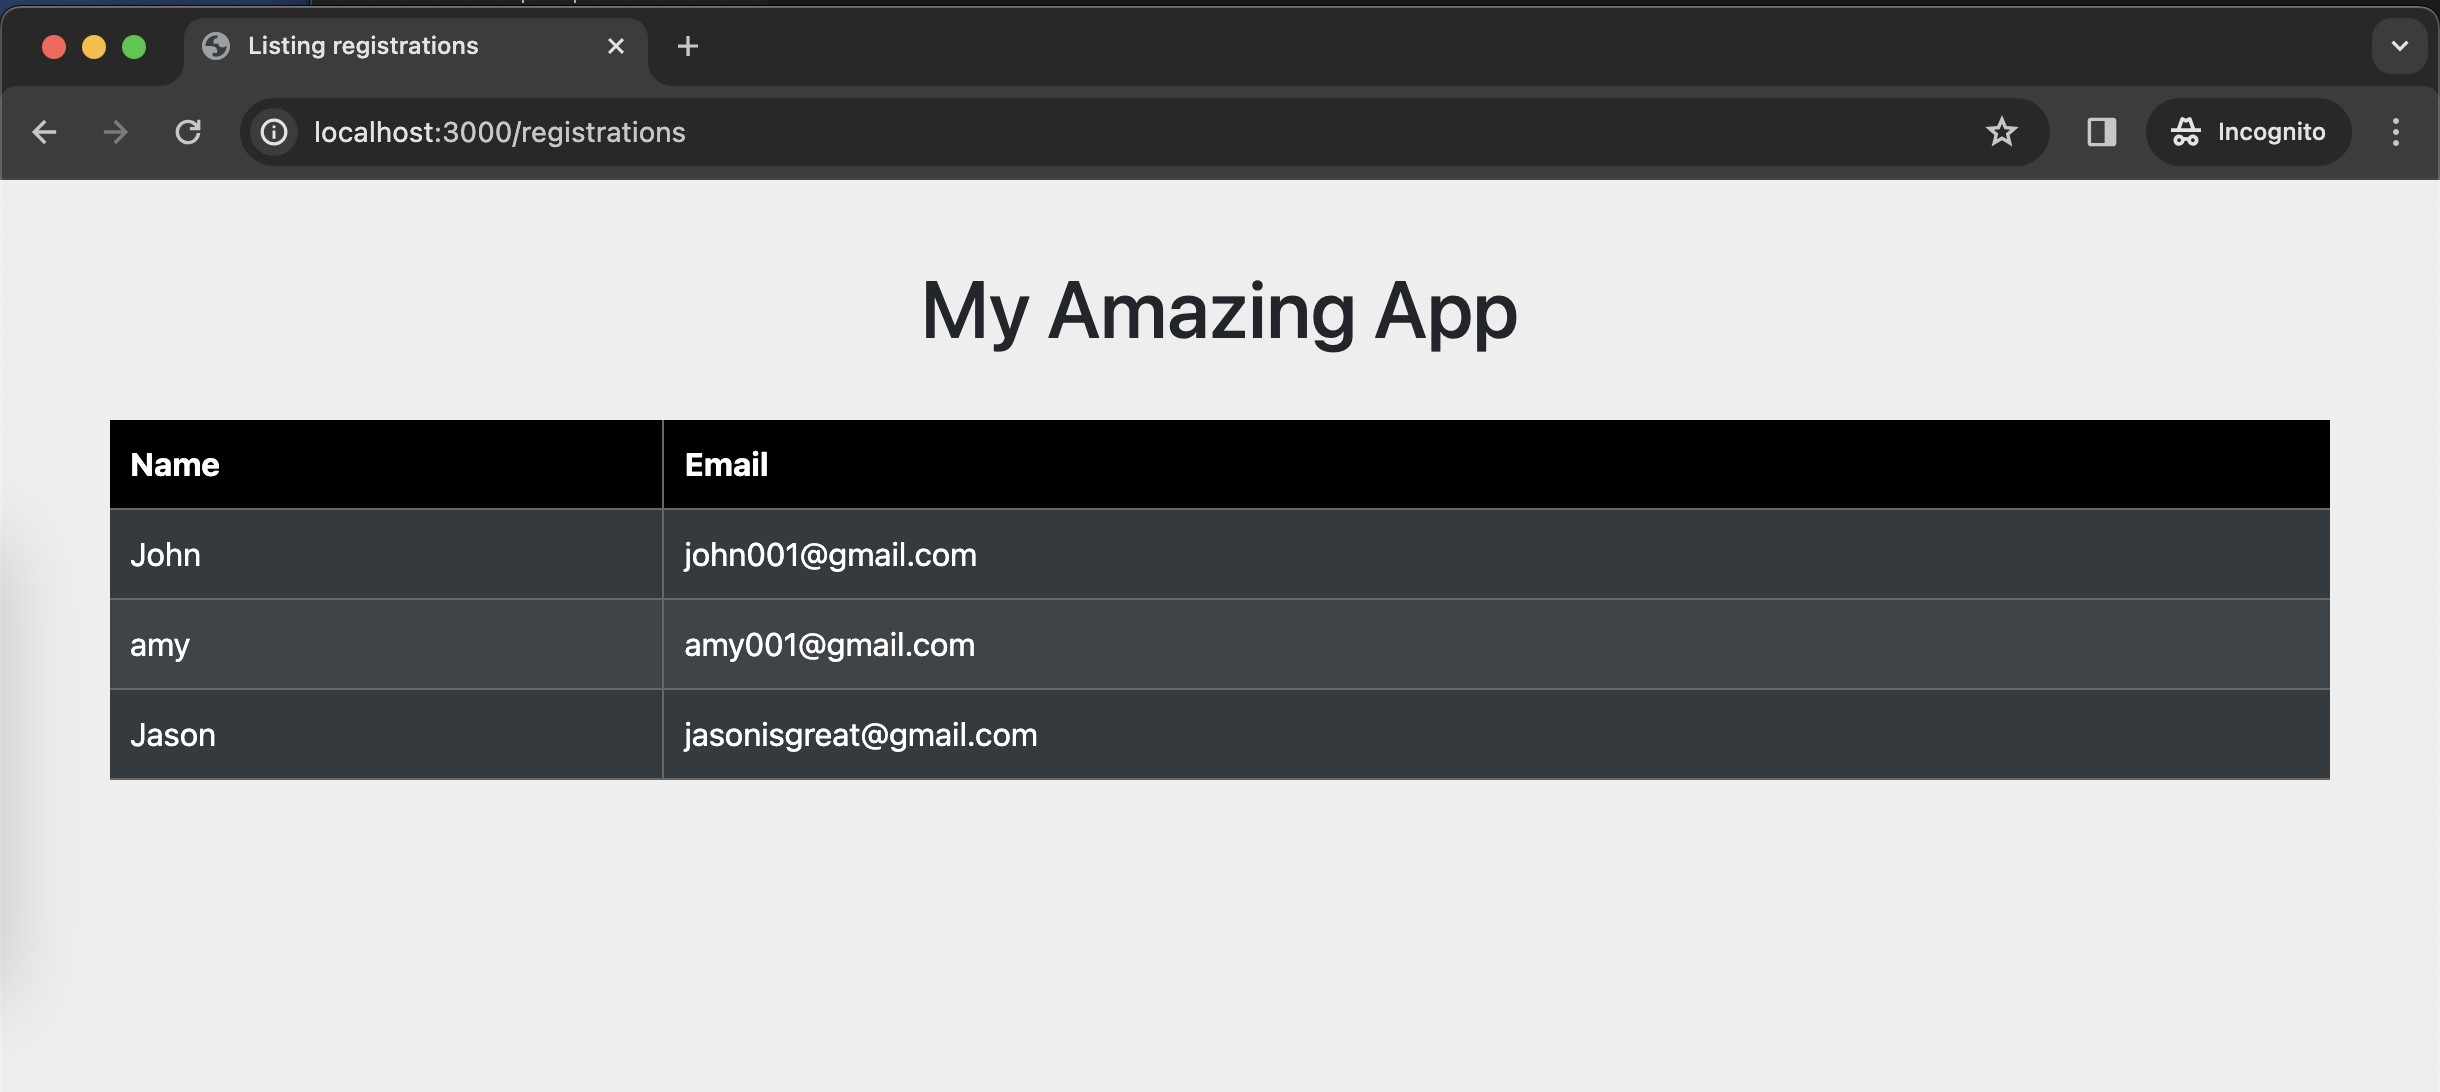 Listing registrations
localhost:3000/registrations
Incognito
My Amazing App
Name Email
John john001@gmail.com
amy amy001@gmail.com
Jason jasonisgreat@gmail.com